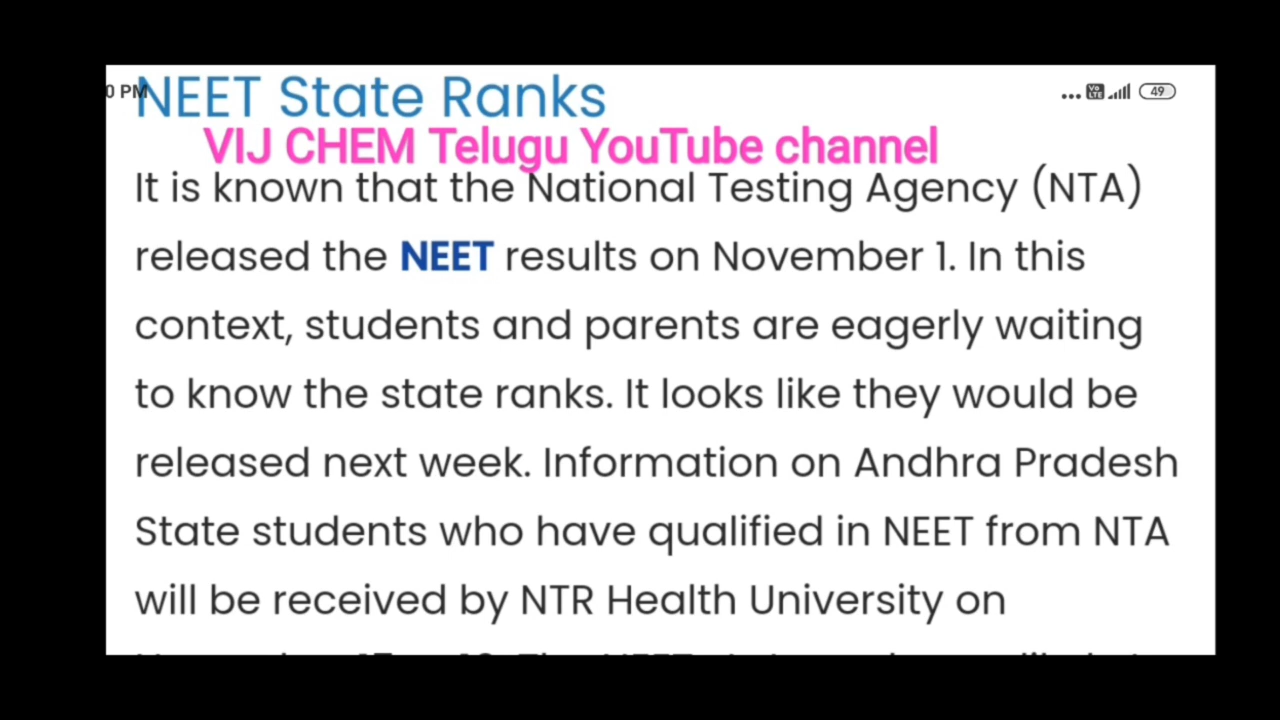 0 PM
49
NEET State Ranks
VIJ CHEM Telugu YouTube channel
It is known that the National Testing Agency (NTA)
released the NEET results on November 1. In this
context, students and parents are eagerly waiting
to know the state ranks. It looks like they would be
released next week. Information on Andhra Pradesh
State students who have qualified in NEET from NTA
will be received by NTR Health University on